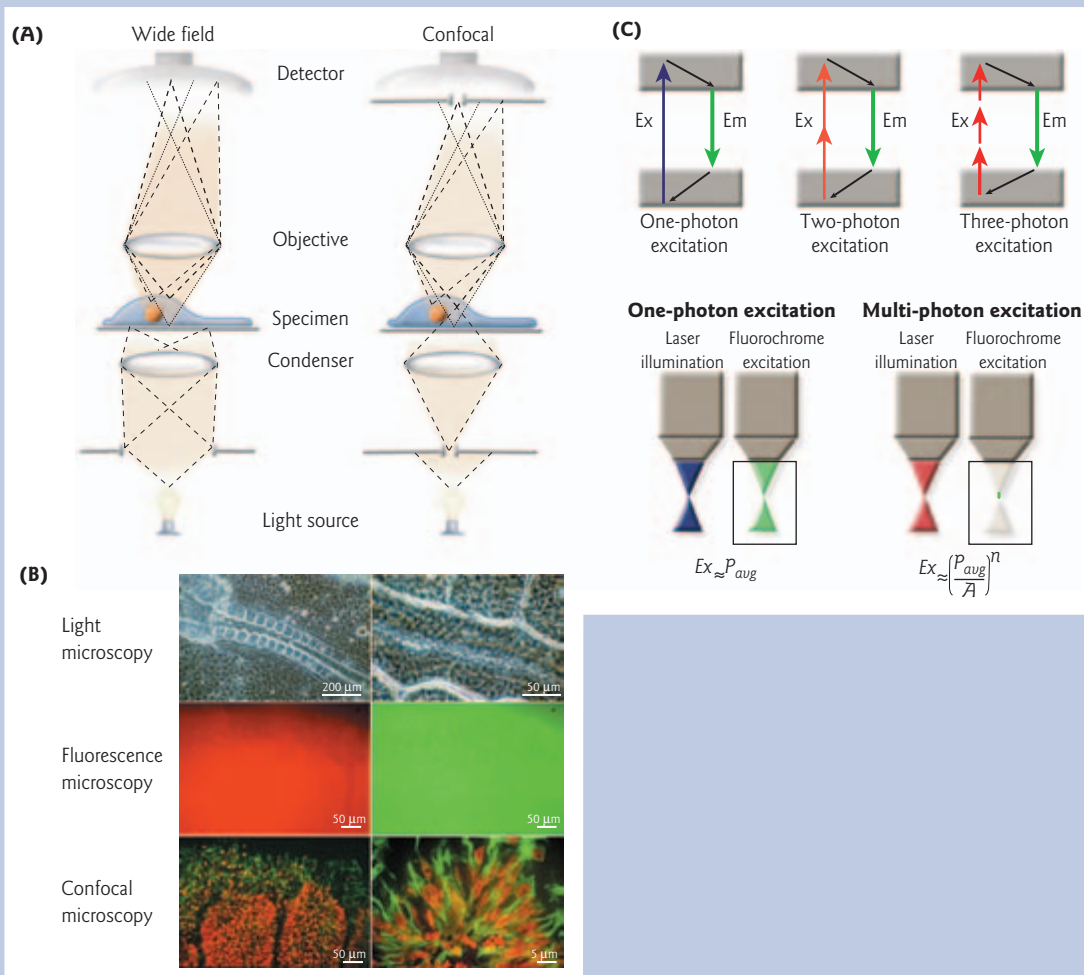 (A)
Wide field
Confocal
Detector
Objective
Specimen
Condenser
Light source
(B)
Light
microscopy
200 µm
50 µm
Fluorescence
microscopy
50 µm
50 µm
Confocal
microscopy
50 µm
5 µm
(C)
Ex
Em
Ex
Em
Ex
Em
One-photon
excitation
Two-photon
excitation
Three-photon
excitation
One-photon excitation
Multi-photon excitation
Laser
illumination
Fluorochrome
excitation
Laser
illumination
Fluorochrome
excitation
Ex≈Pavg
Ex≈(Pavg/A)^n